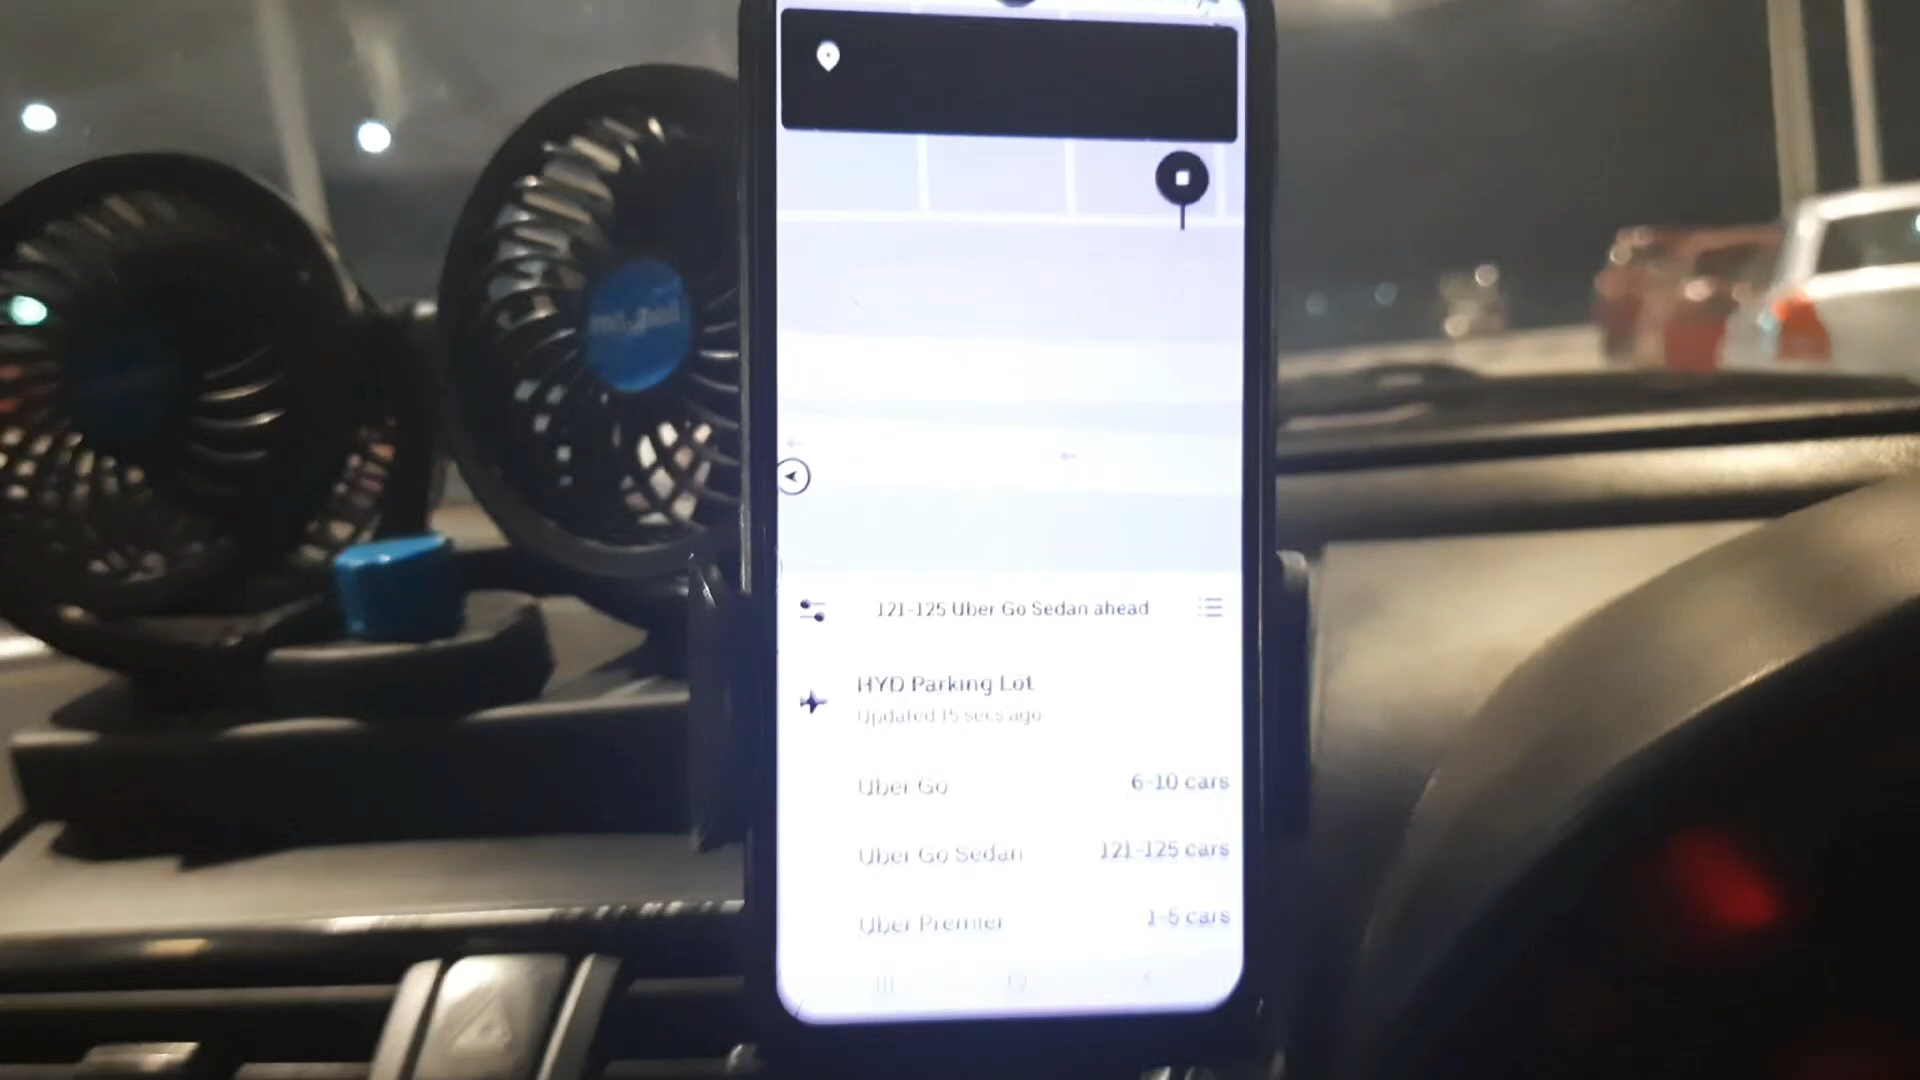 121-125 Uber Go Sedan ahead
HYD Parking Lot
Updated 15 secs ago
Uber Go
6-10 cars
Uber Go Sedan
121-125 cars
Uber Premier
1-5 cars